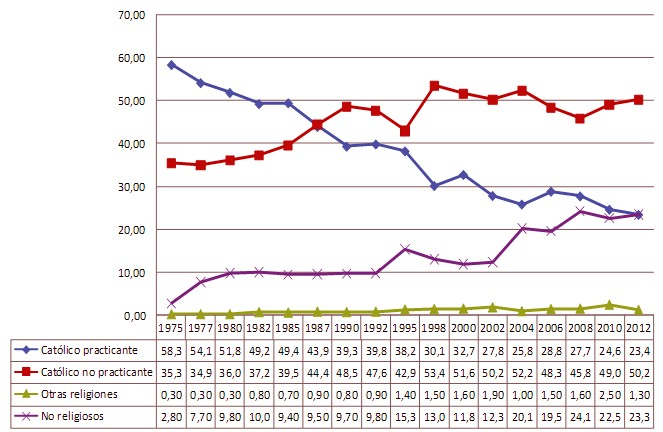 70,00
60,00
50,00
40,00
30,00
20,00
10,00
0,00
1975 1977 1980 1982 1985 1987 1990 1992 1995 1998 2000 2002 2004 2006 2008 2010 2012
Católico practicante 58,3 54,1 51,8 49,2 49,4 43,9 39,3 39,8 38,2 30,1 32,7 27,8 25,8 28,8 27,7 24,6 23,4
Católico no practicante 35,3 34,9 36,0 37,2 39,5 44,4 48,5 47,6 42,9 53,4 51,6 50,2 52,2 48,3 45,8 49,0 50,2
Otras religiones 0,30 0,30 0,30 0,80 0,70 0,90 0,80 0,90 1,40 1,50 1,60 1,90 1,00 1,50 1,60 2,50 1,30
No religiosos 2,80 7,70 9,80 10,0 9,40 9,50 9,70 9,80 15,3 13,0 11,8 12,3 20,1 19,5 24,1 22,5 23,3